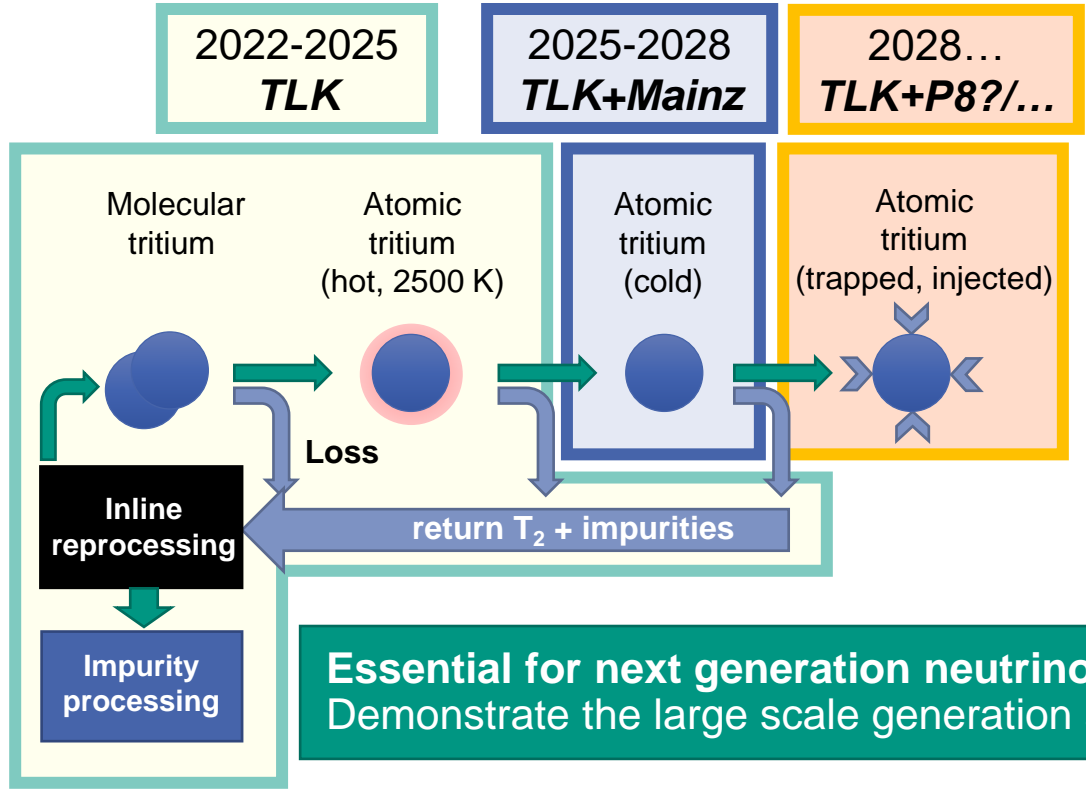 2022-2025
TLK
2025-2028
TLK+Mainz
2028…
TLK+P8?/…
Molecular
tritium
Atomic
tritium
(hot, 2500 K)
Atomic
tritium
(cold)
Atomic
tritium
(trapped, injected)
Loss
Inline
reprocessing
return T₂ + impurities
Impurity
processing
Essential for next generation neutrino
Demonstrate the large scale generation